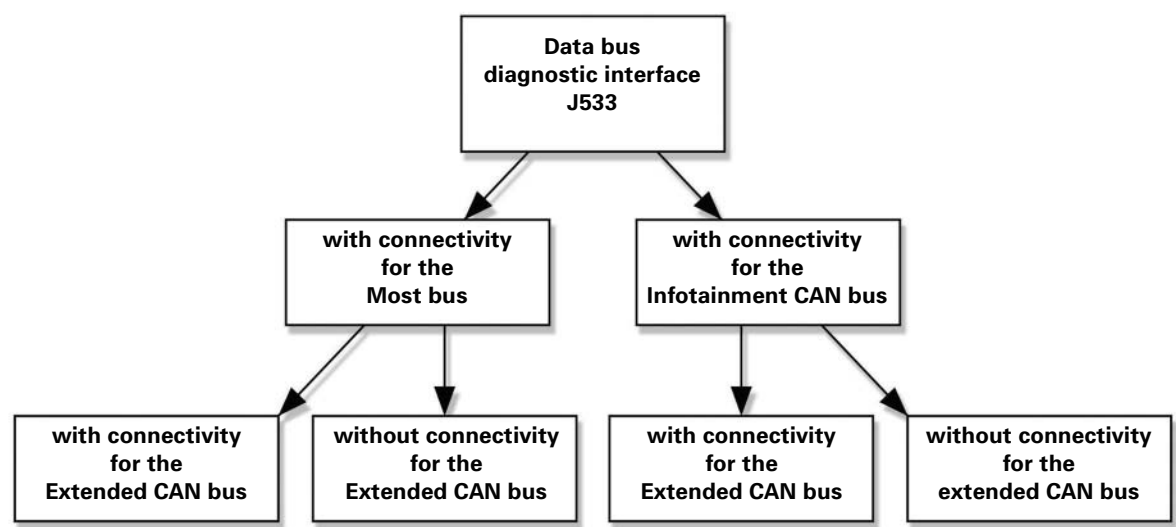 Data bus
diagnostic interface
J533
with connectivity
for the
Most bus
with connectivity
for the
Infotainment CAN bus
with connectivity
for the
Extended CAN bus
without connectivity
for the
Extended CAN bus
with connectivity
for the
Extended CAN bus
without connectivity
for the
extended CAN bus